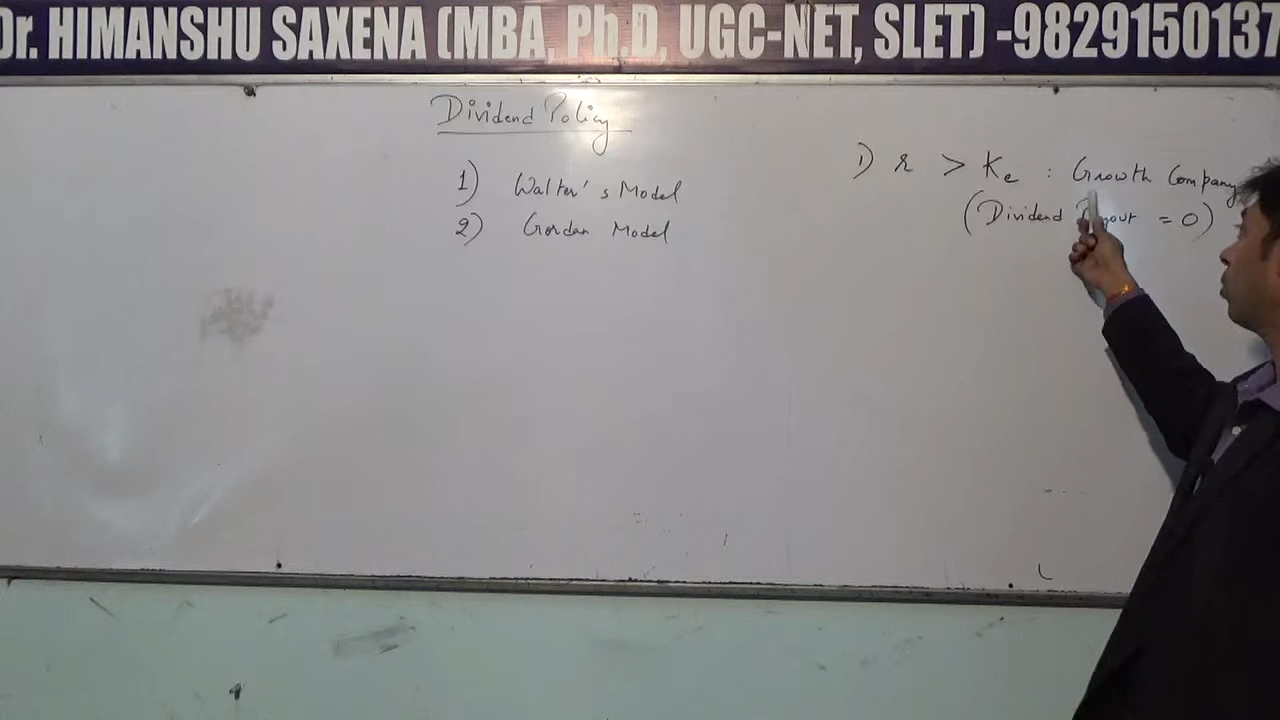 Dr. HIMANSHU SAXENA (MBA, Ph.D, UGC-NET, SLET) -9829150137
Dividend Policy
1) Walter's Model
2) Gordan Model
1) r > Ke : Growth Company
(Dividend = 0)